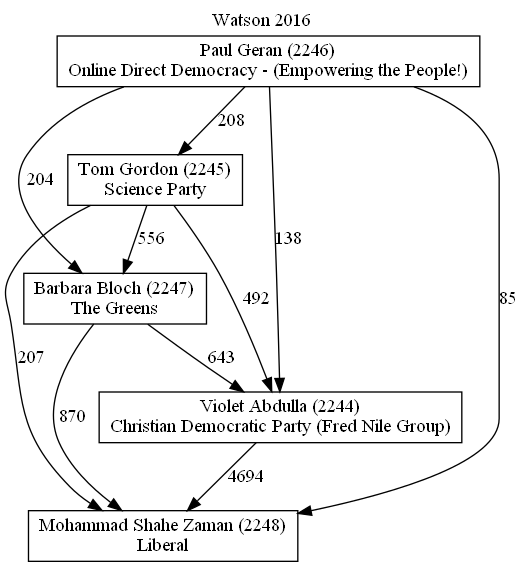 Watson 2016
Paul Geran (2246)
Online Direct Democracy - (Empowering the People!)
208
Tom Gordon (2245)
Science Party
204
556
138
Barbara Bloch (2247)
The Greens
492
85
207
643
870
Violet Abdulla (2244)
Christian Democratic Party (Fred Nile Group)
4694
Mohammad Shahe Zaman (2248)
Liberal